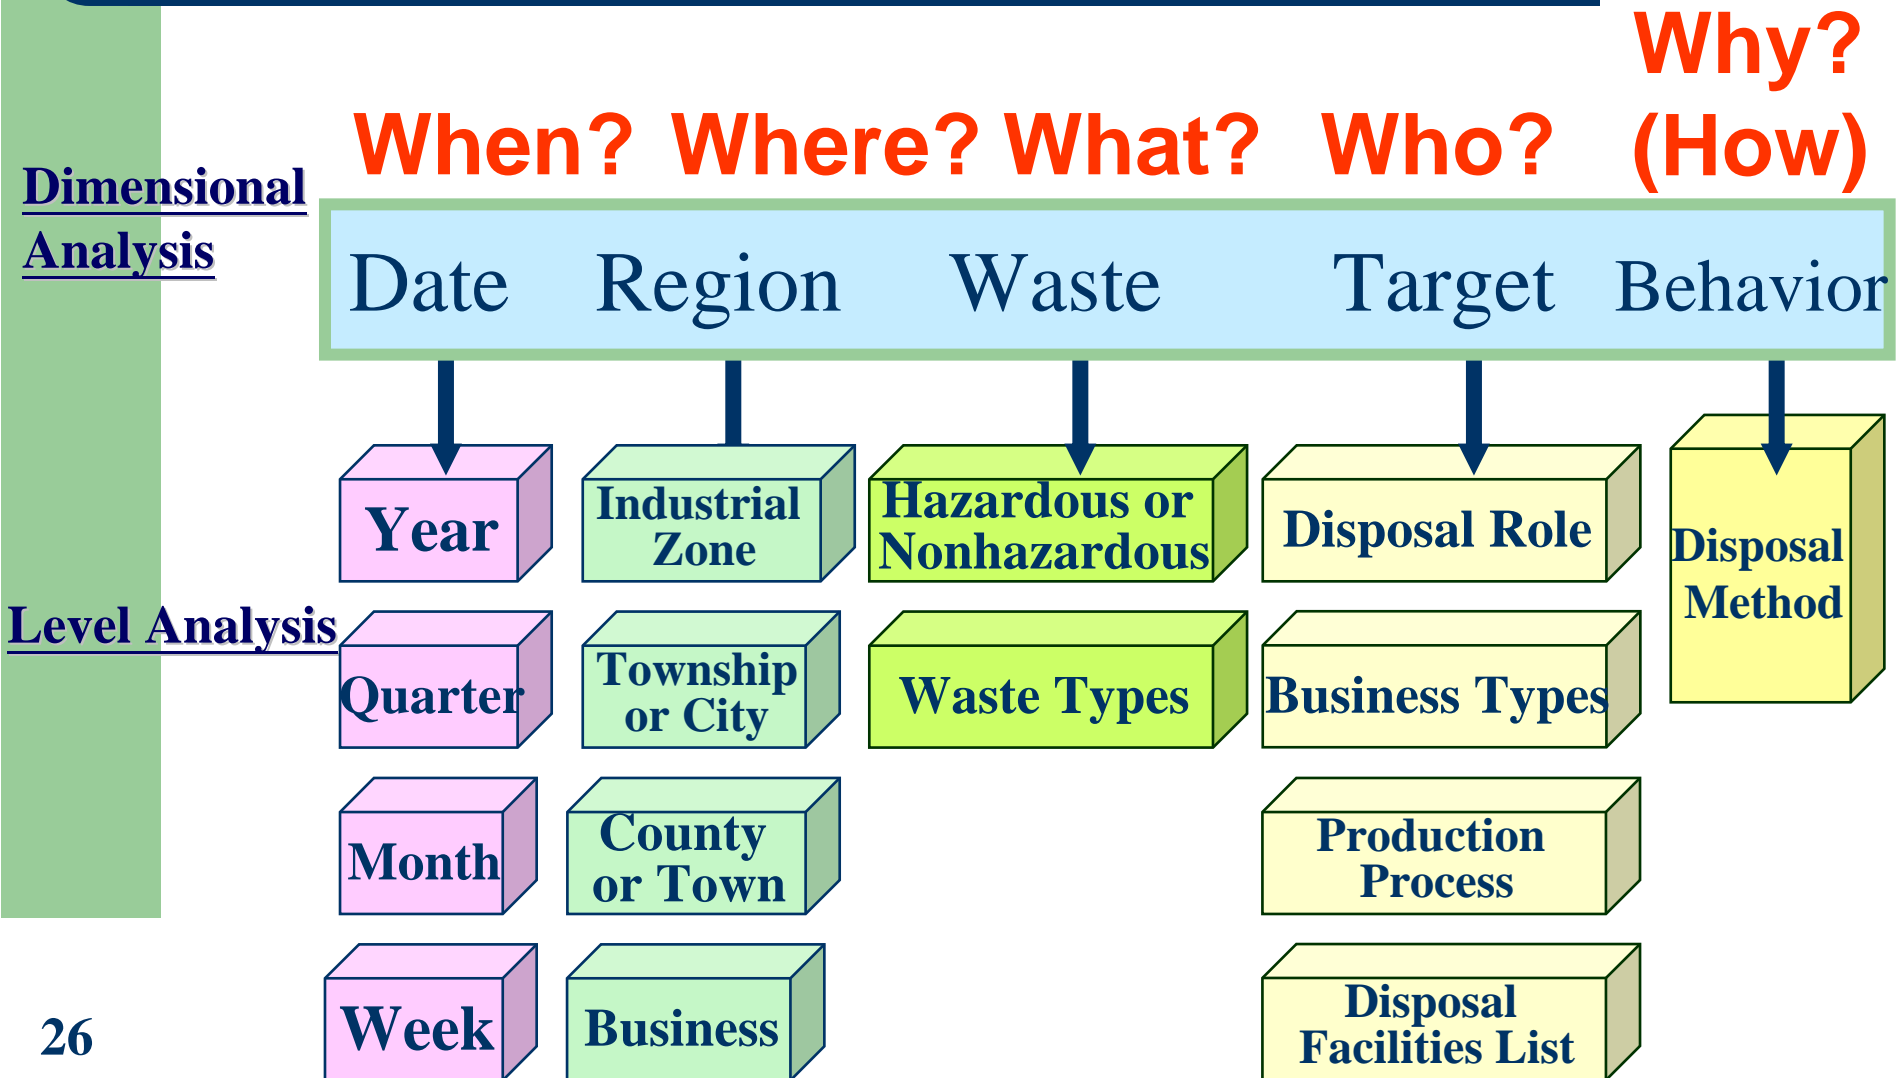 Why?
When? Where? What? Who? (How)
Dimensional
Analysis
Date Region Waste Target Behavior
Level Analysis
Year
Quarter
Month
Week
Industrial
Zone
Township
or City
County
or Town
Business
Hazardous or
Nonhazardous
Waste Types
Disposal Role
Business Types
Production
Process
Disposal
Facilities List
Disposal
Method
26